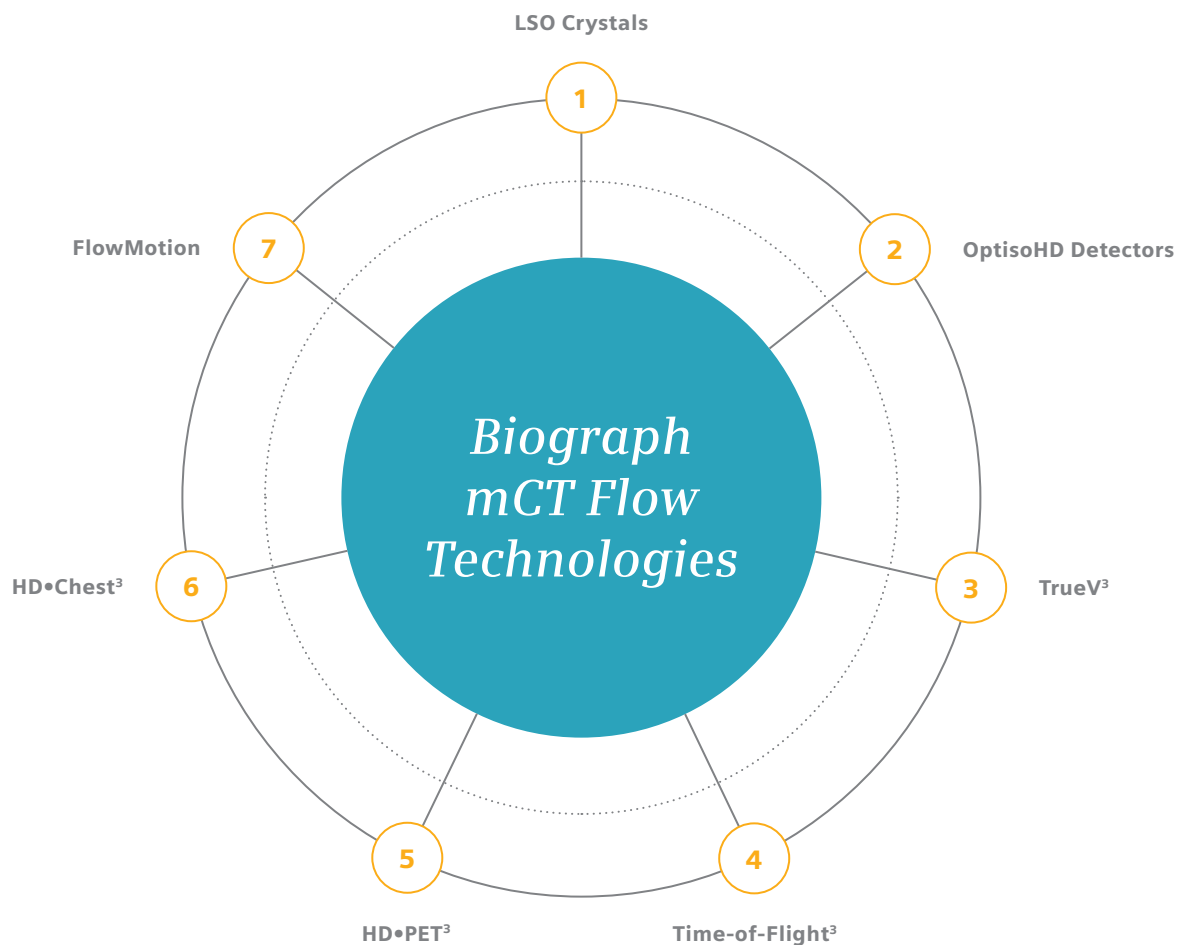 LSO Crystals
1
2
OptisoHD Detectors
3
TrueV³
4
Time-of-Flight³
5
HD•PET³
6
HD•Chest³
7
FlowMotion
Biograph
mCT Flow
Technologies